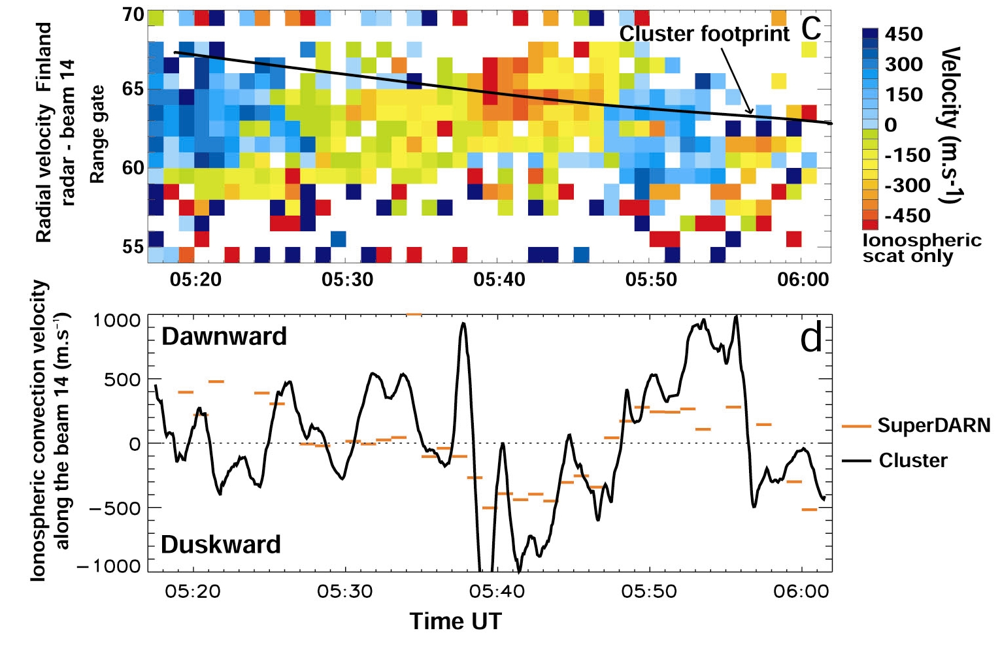 Radial velocity Finland
radar - beam 14
Range gate
70
65
60
55
c
Cluster footprint
05:20 05:30 05:40 05:50 06:00
450
300
150
0
-150
-300
-450
Velocity (m.s-1)
Ionospheric
scat only
Ionospheric convection velocity
along the beam 14 (m.s⁻¹)
1000
500
0
−500
−1000
Dawnward
d
Duskward
SuperDARN
Cluster
05:20 05:30 05:40 05:50 06:00
Time UT